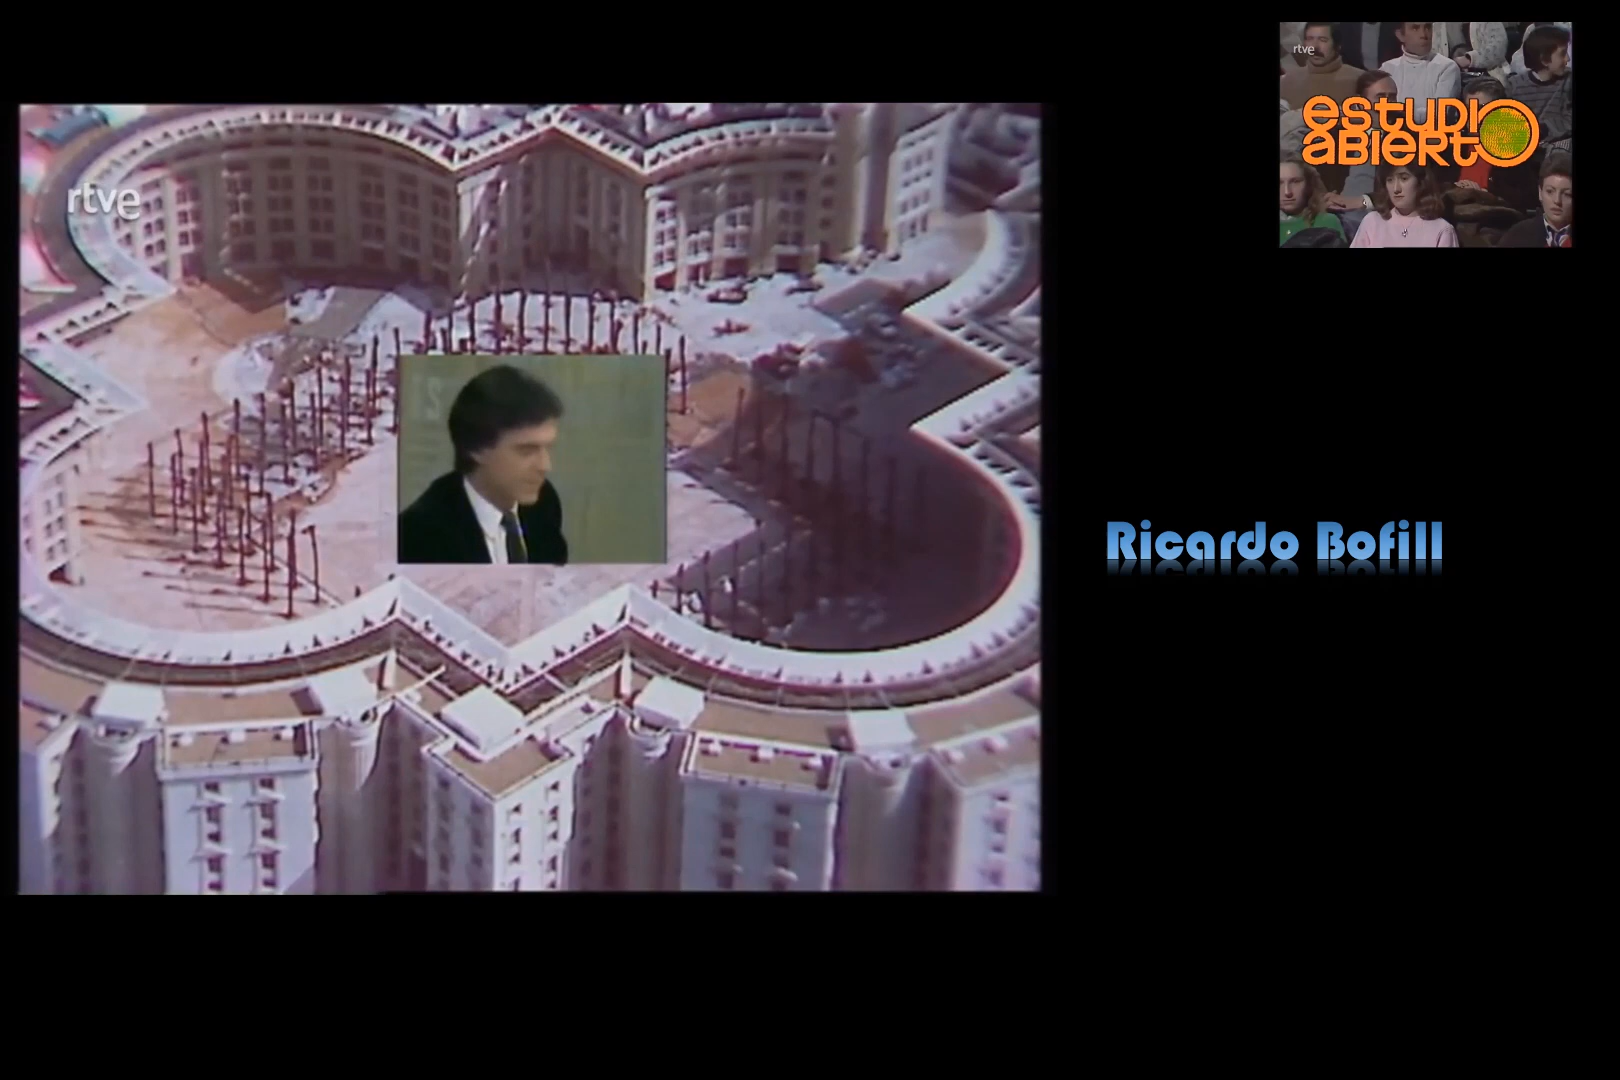 rtve
rtve
estudio
abierto
Ricardo Bofill